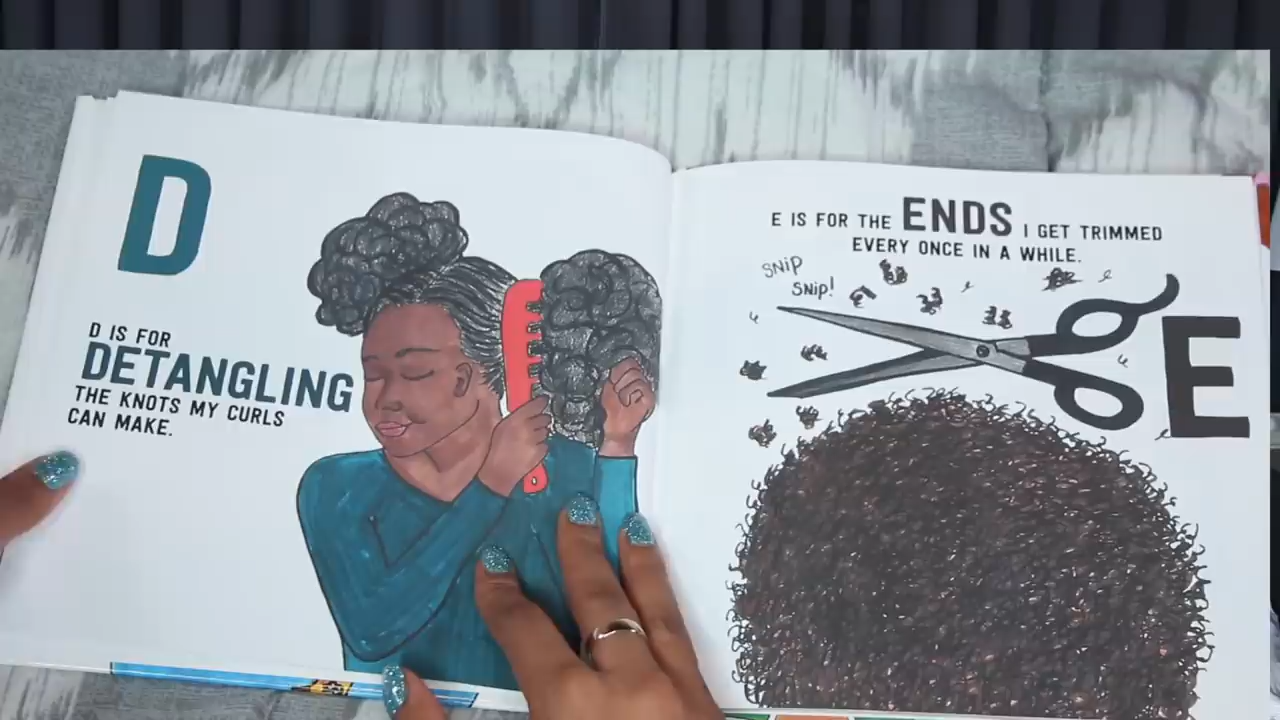 D
D IS FOR
DETANGLING
THE KNOTS MY CURLS
CAN MAKE.
E IS FOR THE ENDS I GET TRIMMED
EVERY ONCE IN A WHILE.
SNIP
SNIP!
E